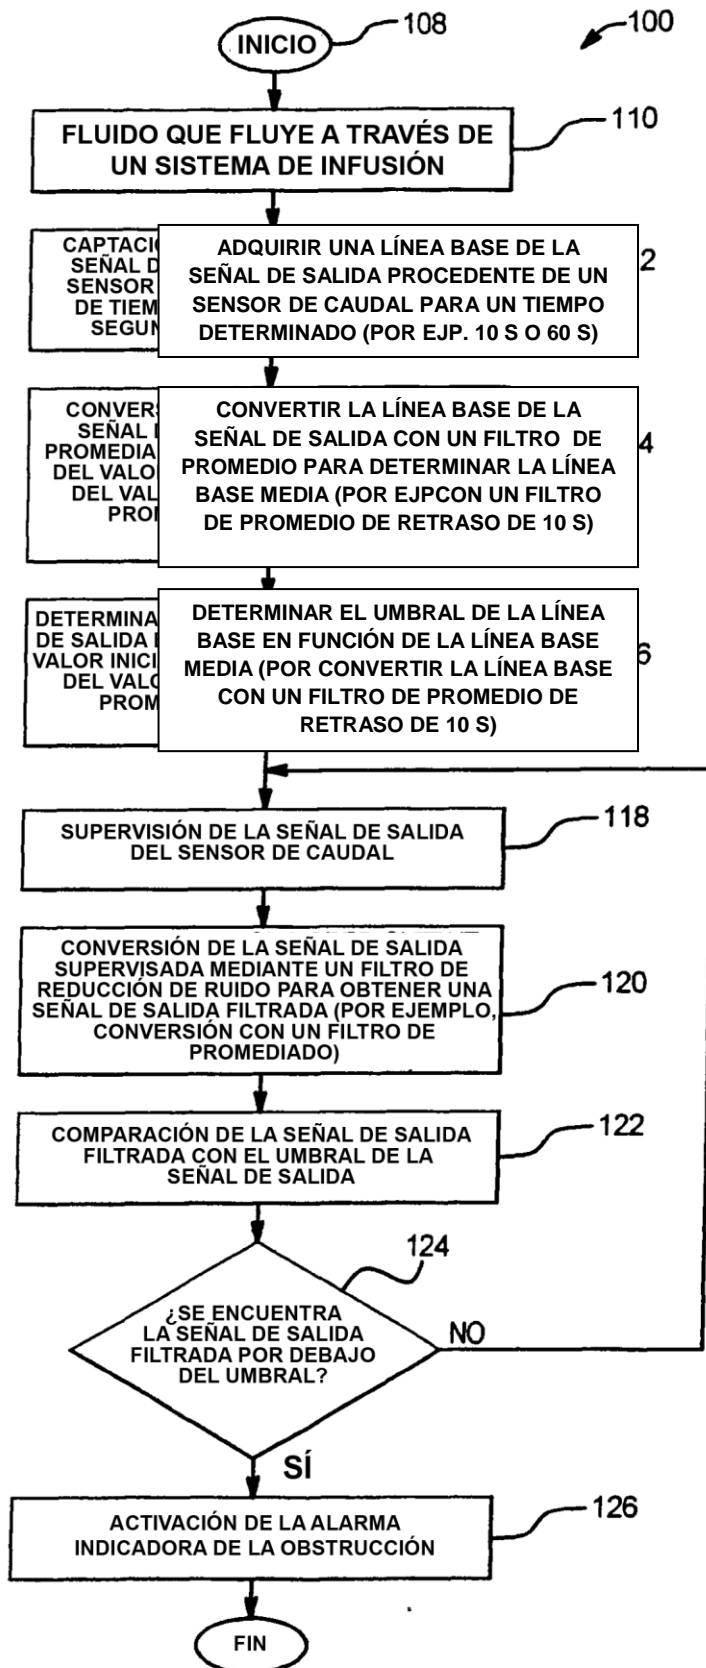 INICIO
108
100
FLUIDO QUE FLUYE A TRAVÉS DE
UN SISTEMA DE INFUSIÓN
110
SEÑAL D
SENSOR
DE TIEM
SEGUN
ADQUIRIR UNA LÍNEA BASE DE LA
SEÑAL DE SALIDA PROCEDENTE DE UN
SENSOR DE CAUDAL PARA UN TIEMPO
DETERMINADO (POR EJP. 10 S O 60 S)
2
CONVERS
SEÑAL
PROMEDIA
DEL VALO
DEL VAL
PROM
CONVERTIR LA LÍNEA BASE DE LA
SEÑAL DE SALIDA CON UN FILTRO DE
PROMEDIO PARA DETERMINAR LA LÍNEA
BASE MEDIA (POR EJPCON UN FILTRO
DE PROMEDIO DE RETRASO DE 10 S)
4
DETERMINA
DE SALIDA
VALOR INICI
DEL VALO
PROM
DETERMINAR EL UMBRAL DE LA LÍNEA
BASE EN FUNCIÓN DE LA LÍNEA BASE
MEDIA (POR CONVERTIR LA LÍNEA BASE
CON UN FILTRO DE PROMEDIO DE
RETRASO DE 10 S)
6
SUPERVISIÓN DE LA SEÑAL DE SALIDA
DEL SENSOR DE CAUDAL
118
CONVERSIÓN DE LA SEÑAL DE SALIDA
SUPERVISADA MEDIANTE UN FILTRO DE
REDUCCIÓN DE RUIDO PARA OBTENER UNA
SEÑAL DE SALIDA FILTRADA (POR EJEMPLO,
CONVERSIÓN CON UN FILTRO DE
PROMEDIADO)
120
COMPARACIÓN DE LA SEÑAL DE SALIDA
FILTRADA CON EL UMBRAL DE LA
SEÑAL DE SALIDA
122
124
¿SE ENCUENTRA
LA SEÑAL DE SALIDA
FILTRADA POR DEBAJO
DEL UMBRAL?
NO
SÍ
ACTIVACIÓN DE LA ALARMA
INDICADORA DE LA OBSTRUCCIÓN
126
FIN